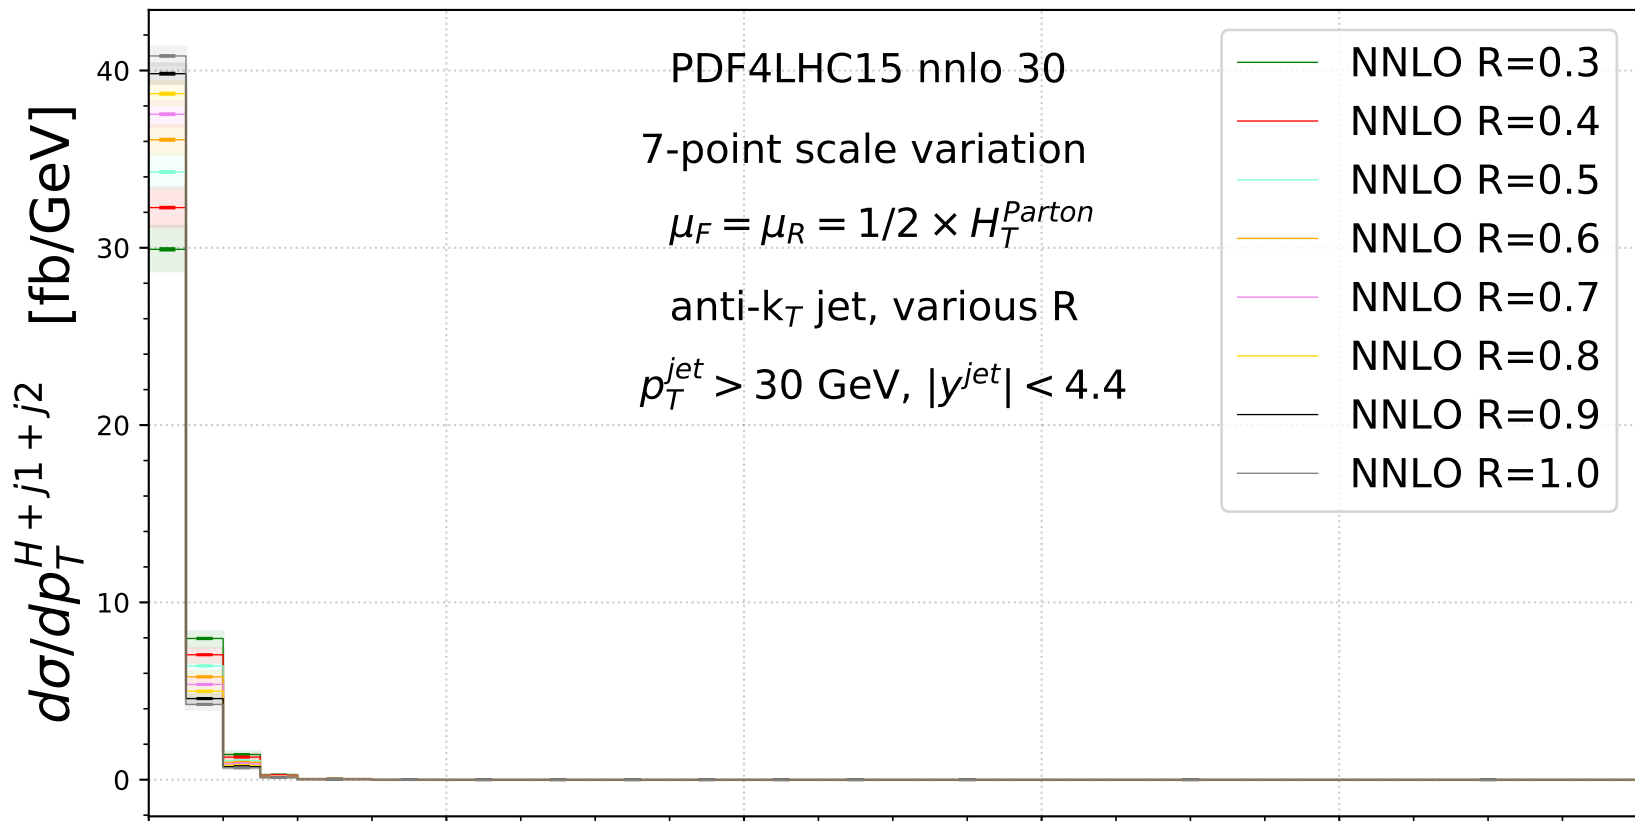 PDF4LHC15 nnlo 30
7-point scale variation
μ_F = μ_R = 1/2 × H_T^{Parton}
anti-k_T jet, various R
p_T^{jet} > 30 GeV, |y^{jet}| < 4.4
NNLO R=0.3
NNLO R=0.4
NNLO R=0.5
NNLO R=0.6
NNLO R=0.7
NNLO R=0.8
NNLO R=0.9
NNLO R=1.0
dσ/dp_T^{H+j1+j2} [fb/GeV]
40
30
20
10
0